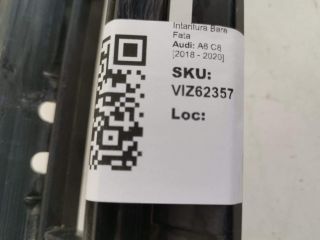 Intaritura Bara
Fata
Audi: A6 C8
[2018 - 2020]
SKU:
VIZ62357
Loc: